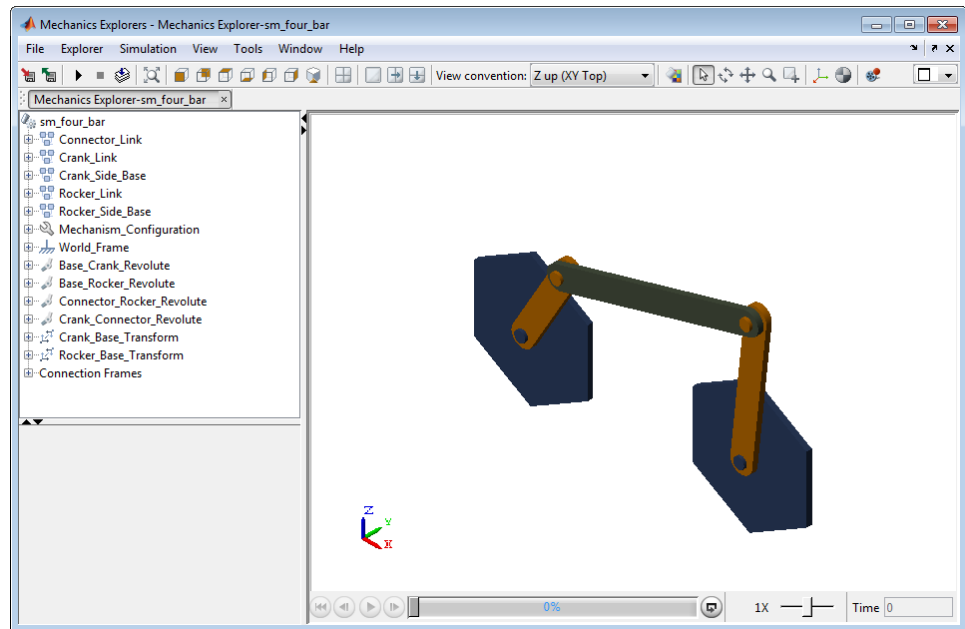 Mechanics Explorers - Mechanics Explorer-sm_four_bar
File Explorer Simulation View Tools Window Help
View convention: Z up (XY Top)
Mechanics Explorer-sm_four_bar
sm_four_bar
Connector_Link
Crank_Link
Crank_Side_Base
Rocker_Link
Rocker_Side_Base
Mechanism_Configuration
World_Frame
Base_Crank_Revolute
Base_Rocker_Revolute
Connector_Rocker_Revolute
Crank_Connector_Revolute
Crank_Base_Transform
Rocker_Base_Transform
Connection Frames
Z
Y
X
0% 1X Time 0